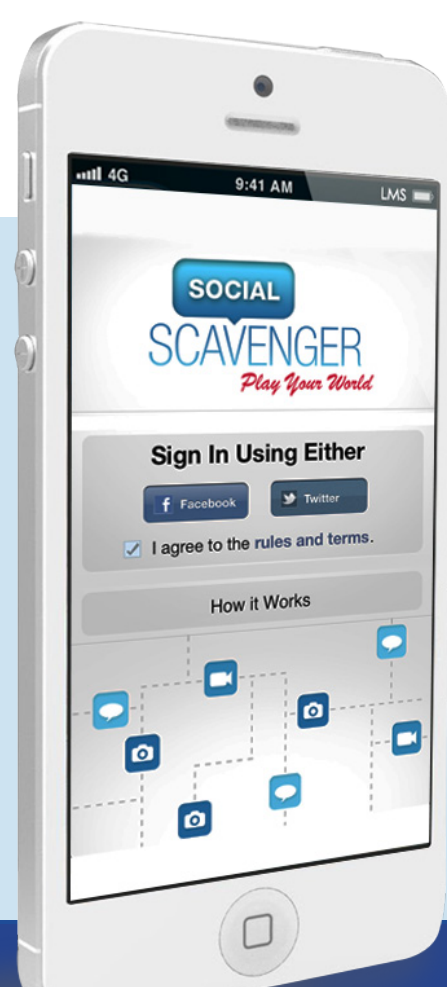 4G 9:41 AM LMS
SOCIAL
SCAVENGER
Play Your World
Sign In Using Either
f Facebook Twitter
I agree to the rules and terms.
How it Works